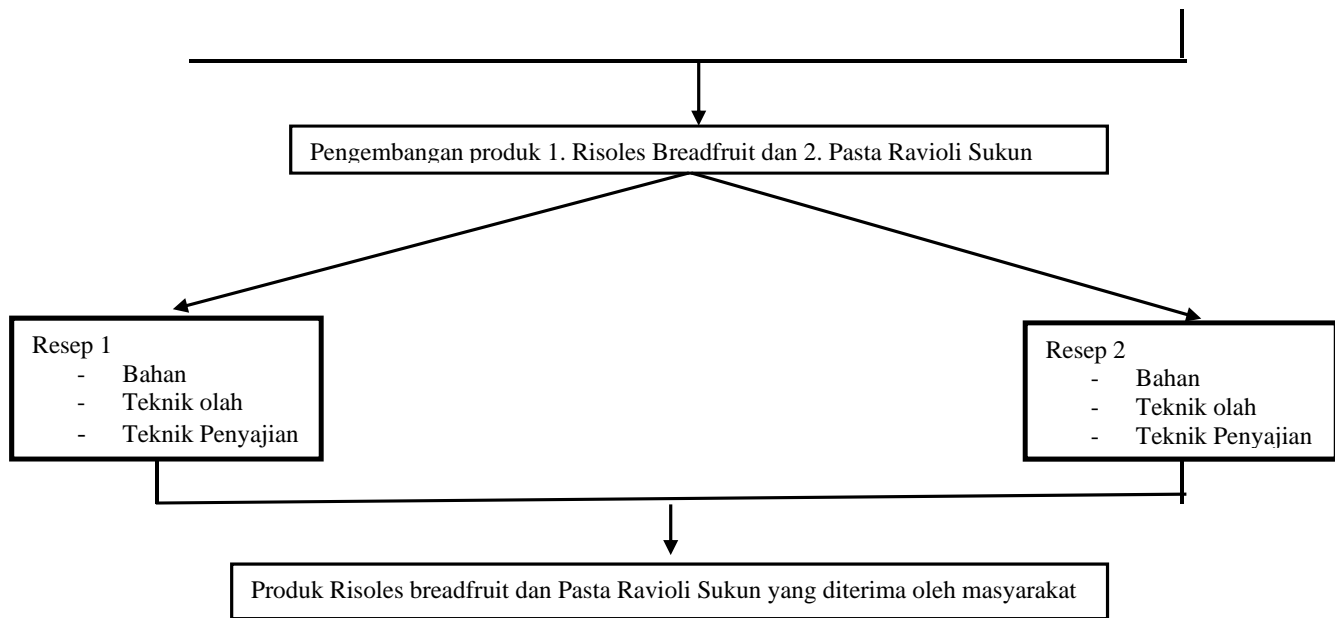 Pengembangan produk 1. Risoles Breadfruit dan 2. Pasta Ravioli Sukun
Resep 1
- Bahan
- Teknik olah
- Teknik Penyajian
Resep 2
- Bahan
- Teknik olah
- Teknik Penyajian
Produk Risoles breadfruit dan Pasta Ravioli Sukun yang diterima oleh masyarakat